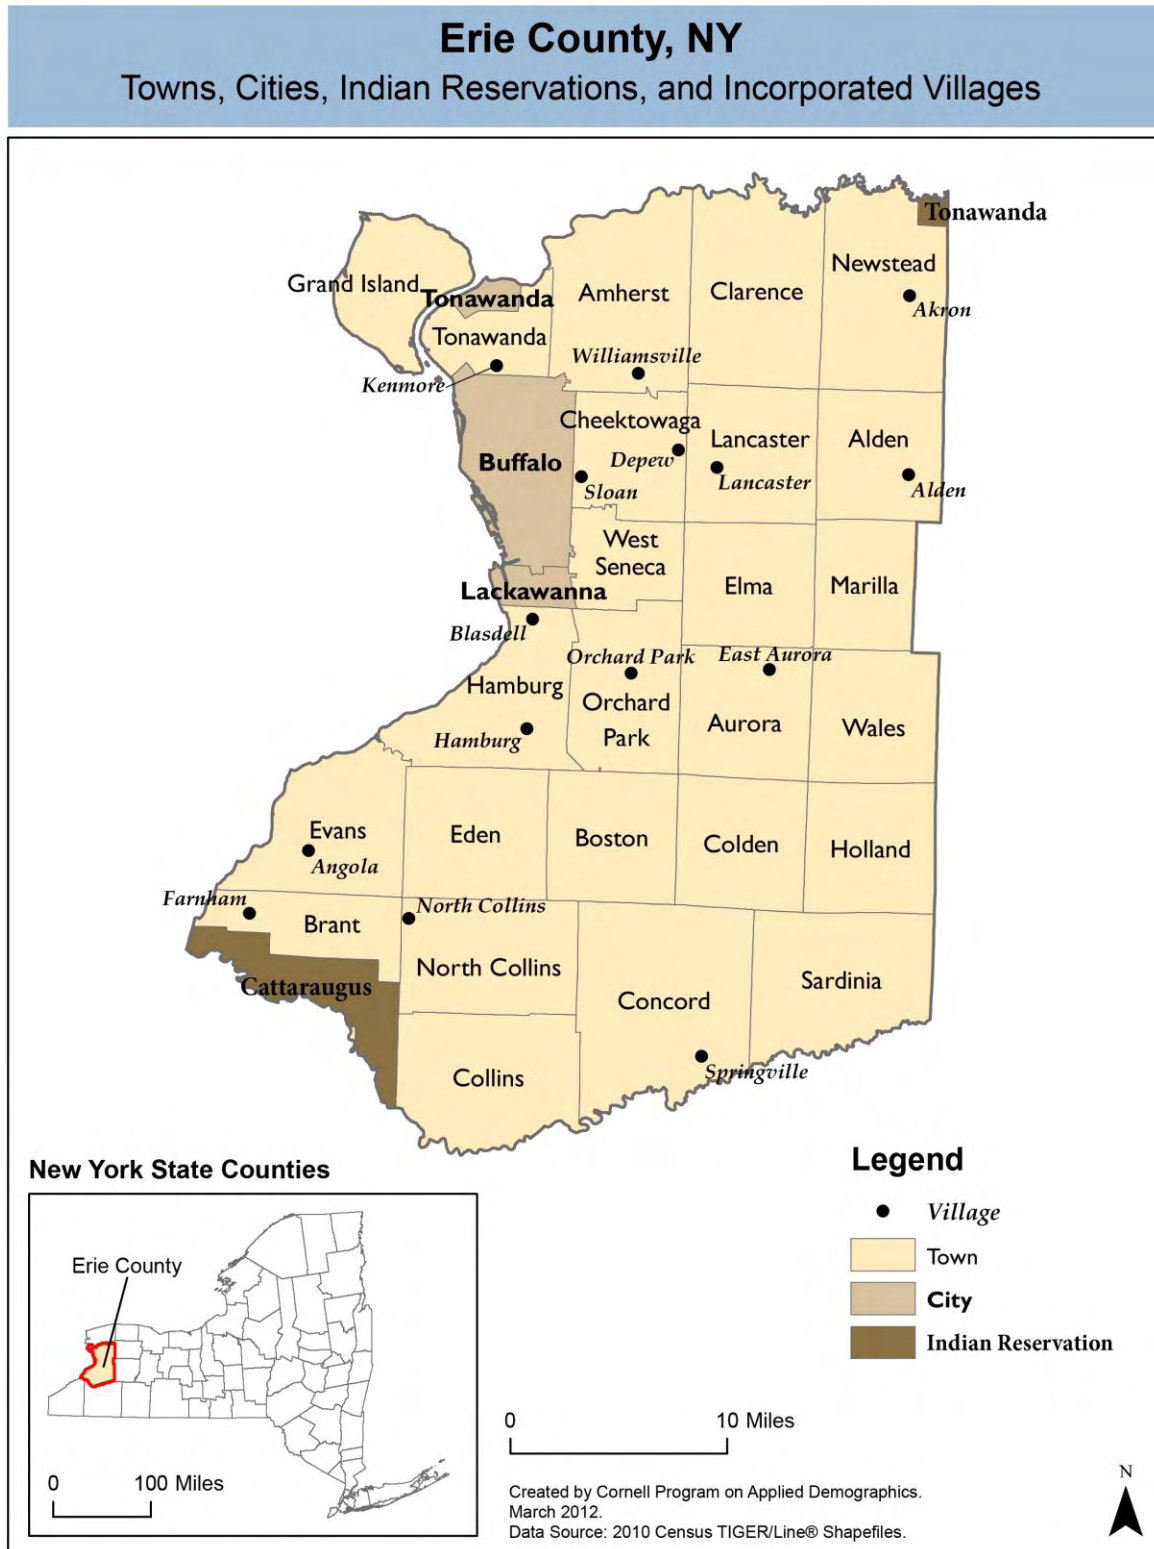 Erie County, NY
Towns, Cities, Indian Reservations, and Incorporated Villages
Tonawanda
Newstead
Grand Island
Tonawanda
Amherst
Clarence
Akron
Tonawanda
Williamsville
Kenmore
Cheektowaga
Lancaster
Alden
Buffalo
Depew
Sloan
Lancaster
Alden
West
Seneca
Elma
Marilla
Lackawanna
Blasdell
Orchard Park
East Aurora
Hamburg
Orchard
Park
Aurora
Wales
Hamburg
Evans
Eden
Boston
Colden
Holland
Angola
Farnham
North Collins
Brant
North Collins
Cattaraugus
Concord
Sardinia
Collins
Springville
New York State Counties
Erie County
0 100 Miles
Legend
Village
Town
City
Indian Reservation
0 10 Miles
Created by Cornell Program on Applied Demographics.
March 2012.
Data Source: 2010 Census TIGER/Line® Shapefiles.
N